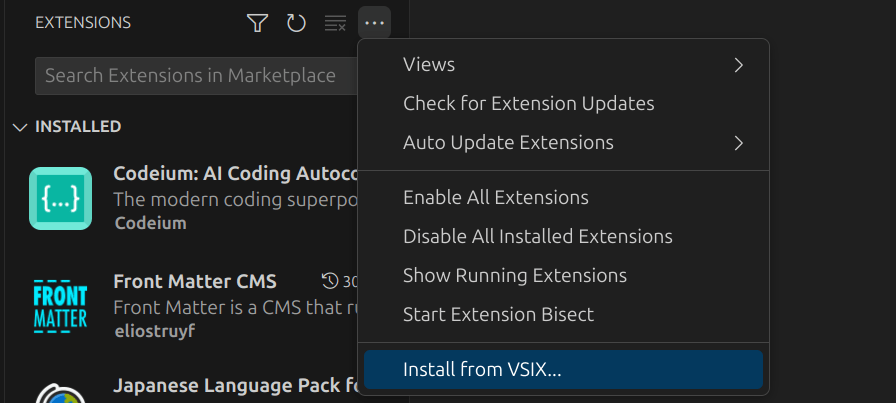 EXTENSIONS
Search Extensions in Marketplace
INSTALLED
{...}
Codeium: AI Coding Autoco
The modern coding superpo
Codeium
FRONT
MATTER
Front Matter CMS
30
Front Matter is a CMS that ru
eliostruyf
Japanese Language Pack fo
...
Views
Check for Extension Updates
Auto Update Extensions
Enable All Extensions
Disable All Installed Extensions
Show Running Extensions
Start Extension Bisect
Install from VSIX...